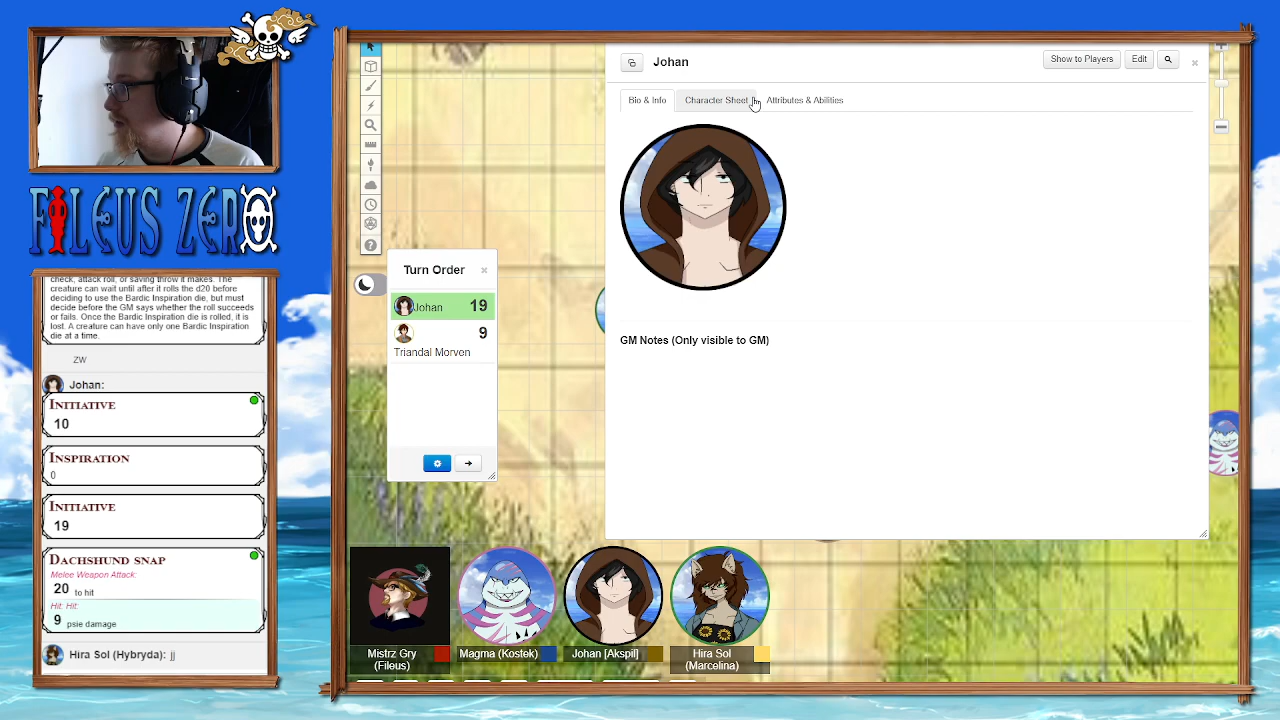 FILEUS ZERO
check, attack roll, or saving throw it makes. The
creature can wait until after it rolls the d20 before
deciding to use the Bardic Inspiration die, but must
decide before the GM says whether the roll succeeds
or fails. Once the Bardic Inspiration die is rolled, it is
lost. A creature can have only one Bardic Inspiration
die at a time.
ZW
Johan:
INITIATIVE
10
INSPIRATION
0
INITIATIVE
19
DACHSHUND SNAP
Melee Weapon Attack:
20 to hit
Hit: Hit:
9 psie damage
Hira Sol (Hybryda): jj
Turn Order
Johan 19
9
Triandal Morven
Johan
Show to Players Edit
Bio & Info Character Sheet Attributes & Abilities
GM Notes (Only visible to GM)
Mistrz Gry
(Fileus)
Magma (Kostek)
Johan [Akspil]
Hira Sol
(Marcelina)